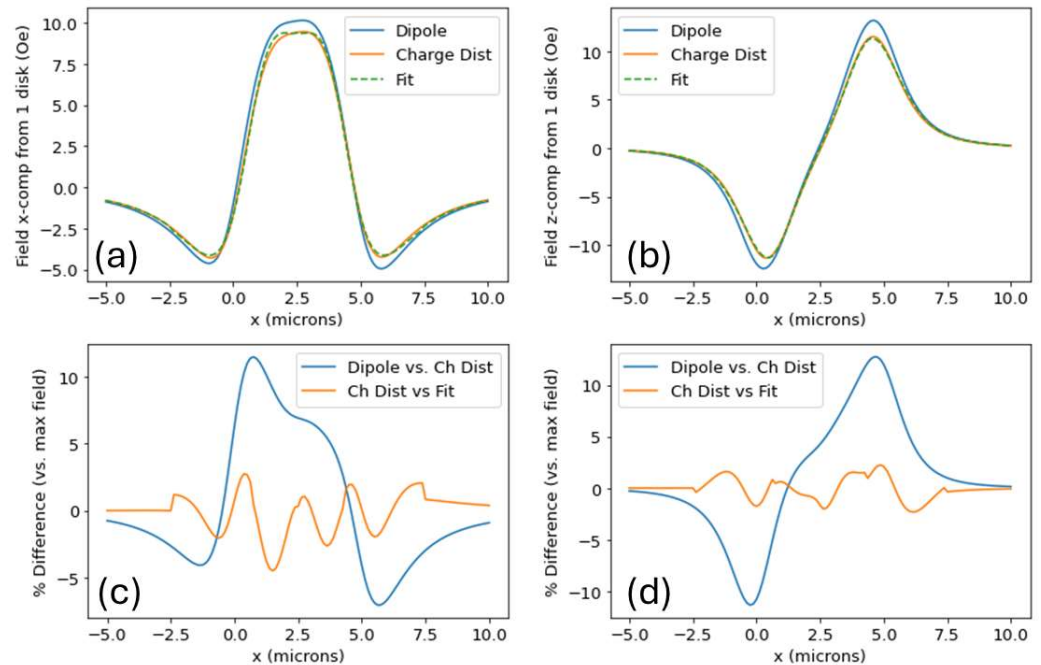 Field x-comp from 1 disk (Oe)
10.0
7.5
5.0
2.5
0.0
−2.5
−5.0
Dipole
Charge Dist
Fit
(a)
−5.0 −2.5 0.0 2.5 5.0 7.5 10.0
x (microns)
Field z-comp from 1 disk (Oe)
10
5
0
−5
−10
Dipole
Charge Dist
Fit
(b)
−5.0 −2.5 0.0 2.5 5.0 7.5 10.0
x (microns)
% Difference (vs. max field)
10
5
0
−5
Dipole vs. Ch Dist
Ch Dist vs Fit
(c)
−5.0 −2.5 0.0 2.5 5.0 7.5 10.0
x (microns)
% Difference (vs. max field)
10
5
0
−5
−10
Dipole vs. Ch Dist
Ch Dist vs Fit
(d)
−5.0 −2.5 0.0 2.5 5.0 7.5 10.0
x (microns)